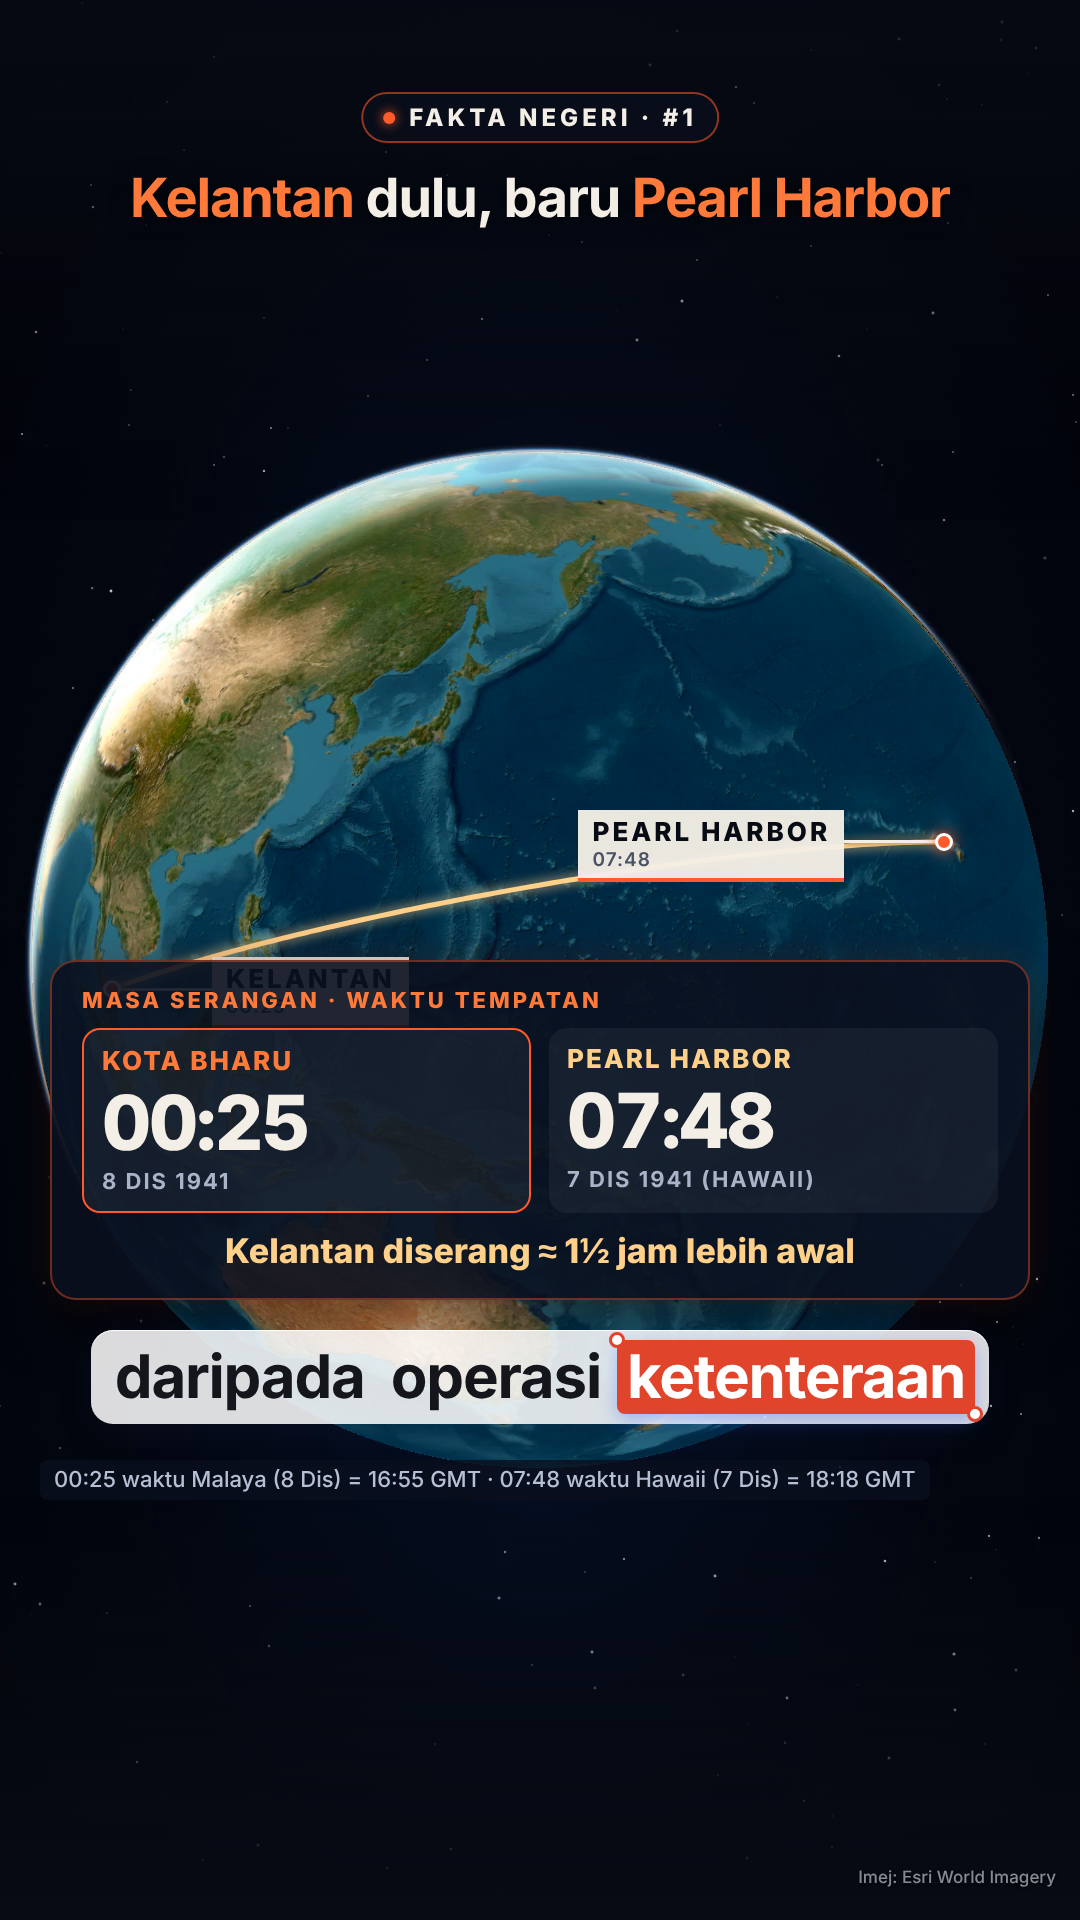 FAKTA NEGERI · #1
Kelantan dulu, baru Pearl Harbor
PEARL HARBOR
07:48
KELANTAN
MASA SERANGAN · WAKTU TEMPATAN
KOTA BHARU
00:25
8 DIS 1941
PEARL HARBOR
07:48
7 DIS 1941 (HAWAII)
Kelantan diserang ≈ 1½ jam lebih awal
daripada operasi ketenteraan
00:25 waktu Malaya (8 Dis) = 16:55 GMT · 07:48 waktu Hawaii (7 Dis) = 18:18 GMT
Imej: Esri World Imagery